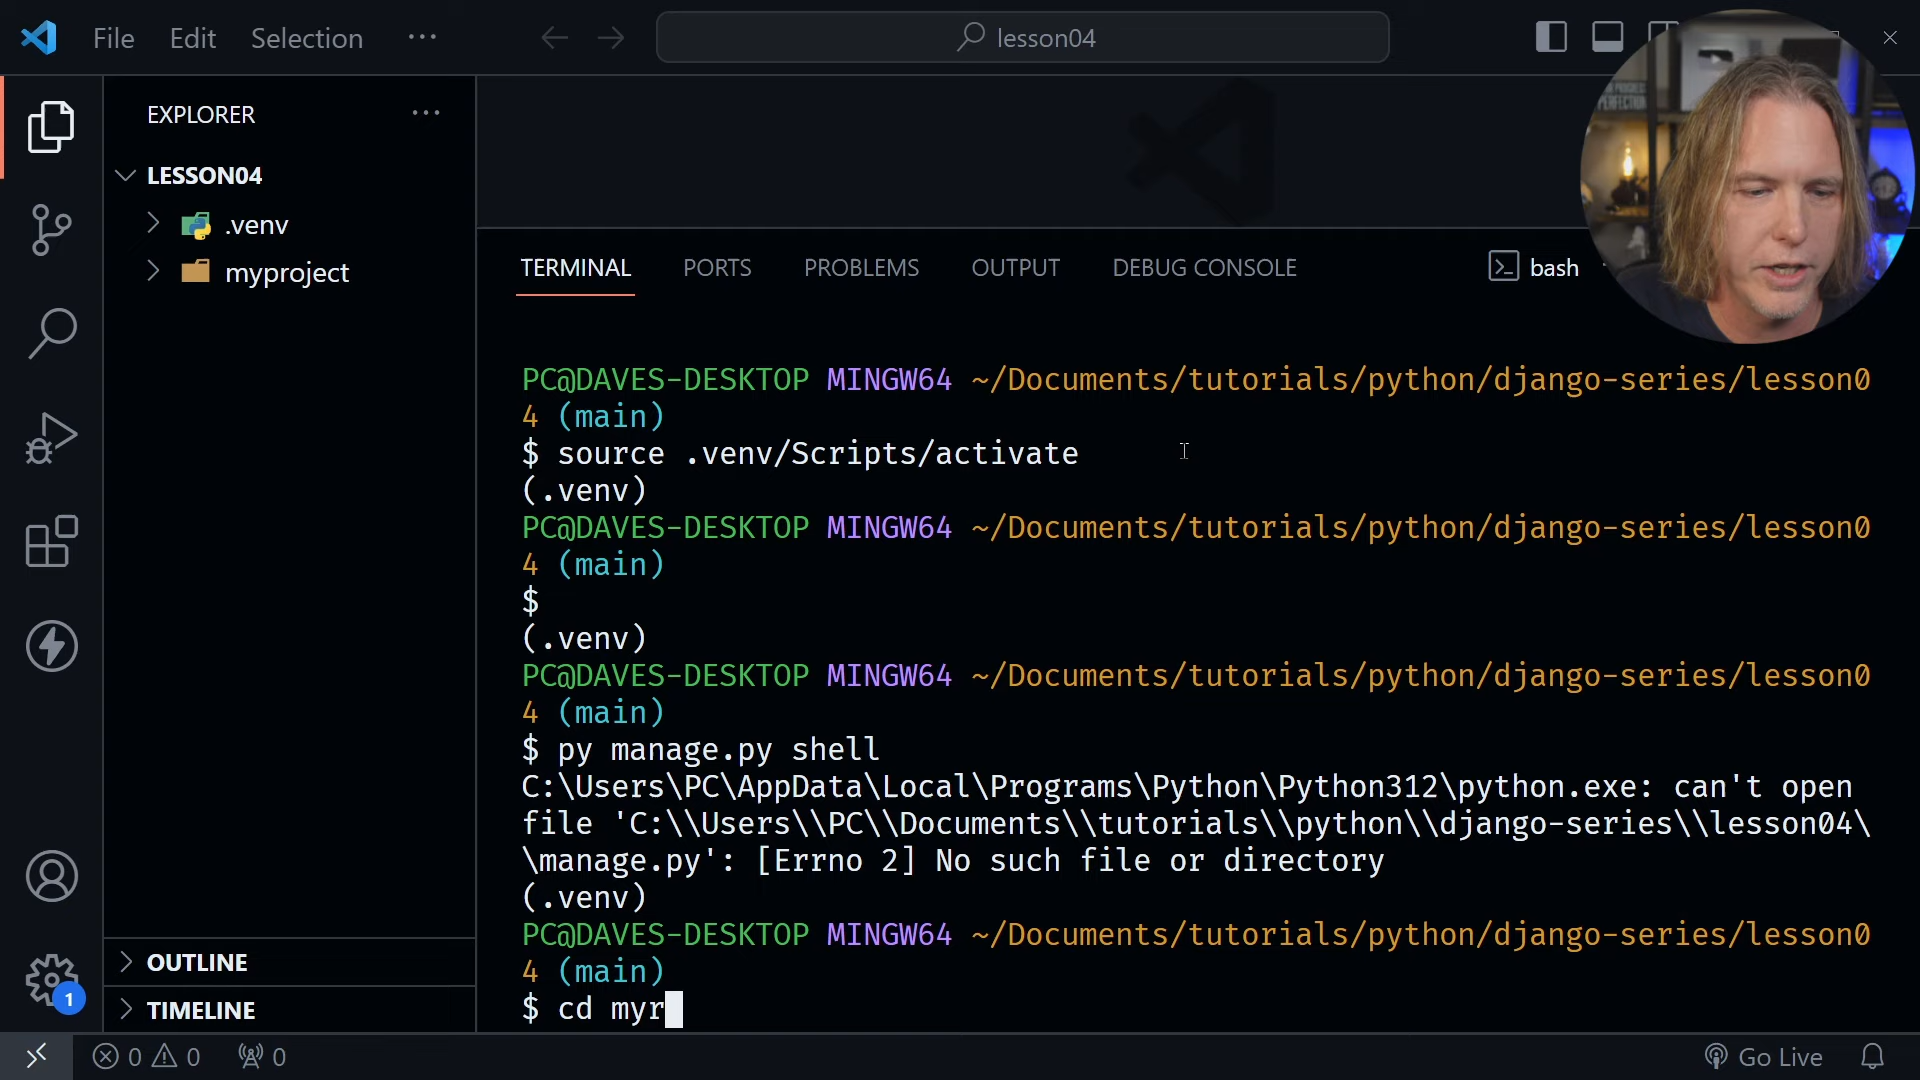 File Edit Selection ··· lesson04
EXPLORER ···
LESSON04
.venv
myproject
OUTLINE
TIMELINE
TERMINAL PORTS PROBLEMS OUTPUT DEBUG CONSOLE bash
PC@DAVES-DESKTOP MINGW64 ~/Documents/tutorials/python/django-series/lesson0
4 (main)
$ source .venv/Scripts/activate
(.venv)
PC@DAVES-DESKTOP MINGW64 ~/Documents/tutorials/python/django-series/lesson0
4 (main)
$
(.venv)
PC@DAVES-DESKTOP MINGW64 ~/Documents/tutorials/python/django-series/lesson0
4 (main)
$ py manage.py shell
C:\Users\PC\AppData\Local\Programs\Python\Python312\python.exe: can't open
file 'C:\\Users\\PC\\Documents\\tutorials\\python\\django-series\\lesson04\
\manage.py': [Errno 2] No such file or directory
(.venv)
PC@DAVES-DESKTOP MINGW64 ~/Documents/tutorials/python/django-series/lesson0
4 (main)
$ cd myr
1
0 0 0 Go Live